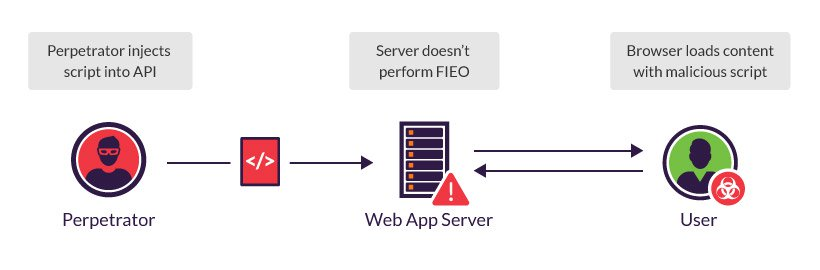 Perpetrator injects
script into API
Server doesn't
perform FIEO
Browser loads content
with malicious script
</>
!
Perpetrator
Web App Server
User